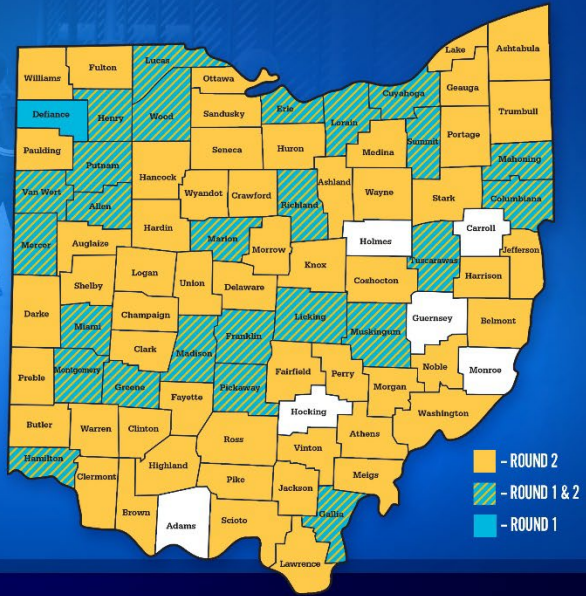 Lake
Ashtabula
Lucas
Fulton
Williams
Ottawa
Geauga
Cuyahoga
Defiance
Henry
Wood
Sandusky
Erie
Lorain
Trumbull
Summit
Portage
Paulding
Seneca
Huron
Medina
Mahoning
Putnam
Hancock
Van Wert
Wyandot
Crawford
Ashland
Wayne
Stark
Columbiana
Allen
Richland
Hardin
Mercer
Auglaize
Marion
Morrow
Holmes
Carroll
Jefferson
Tuscarawas
Logan
Union
Knox
Coshocton
Harrison
Shelby
Delaware
Darke
Champaign
Licking
Guernsey
Belmont
Miami
Muskingum
Franklin
Clark
Madison
Noble
Monroe
Montgomery
Preble
Greene
Pickaway
Fairfield
Perry
Morgan
Fayette
Hocking
Washington
Butler
Warren
Clinton
Ross
Athens
Vinton
Hamilton
Highland
Clermont
Pike
Meigs
Jackson
Brown
Gallia
Adams
Scioto
Lawrence
- ROUND 2
- ROUND 1 & 2
- ROUND 1